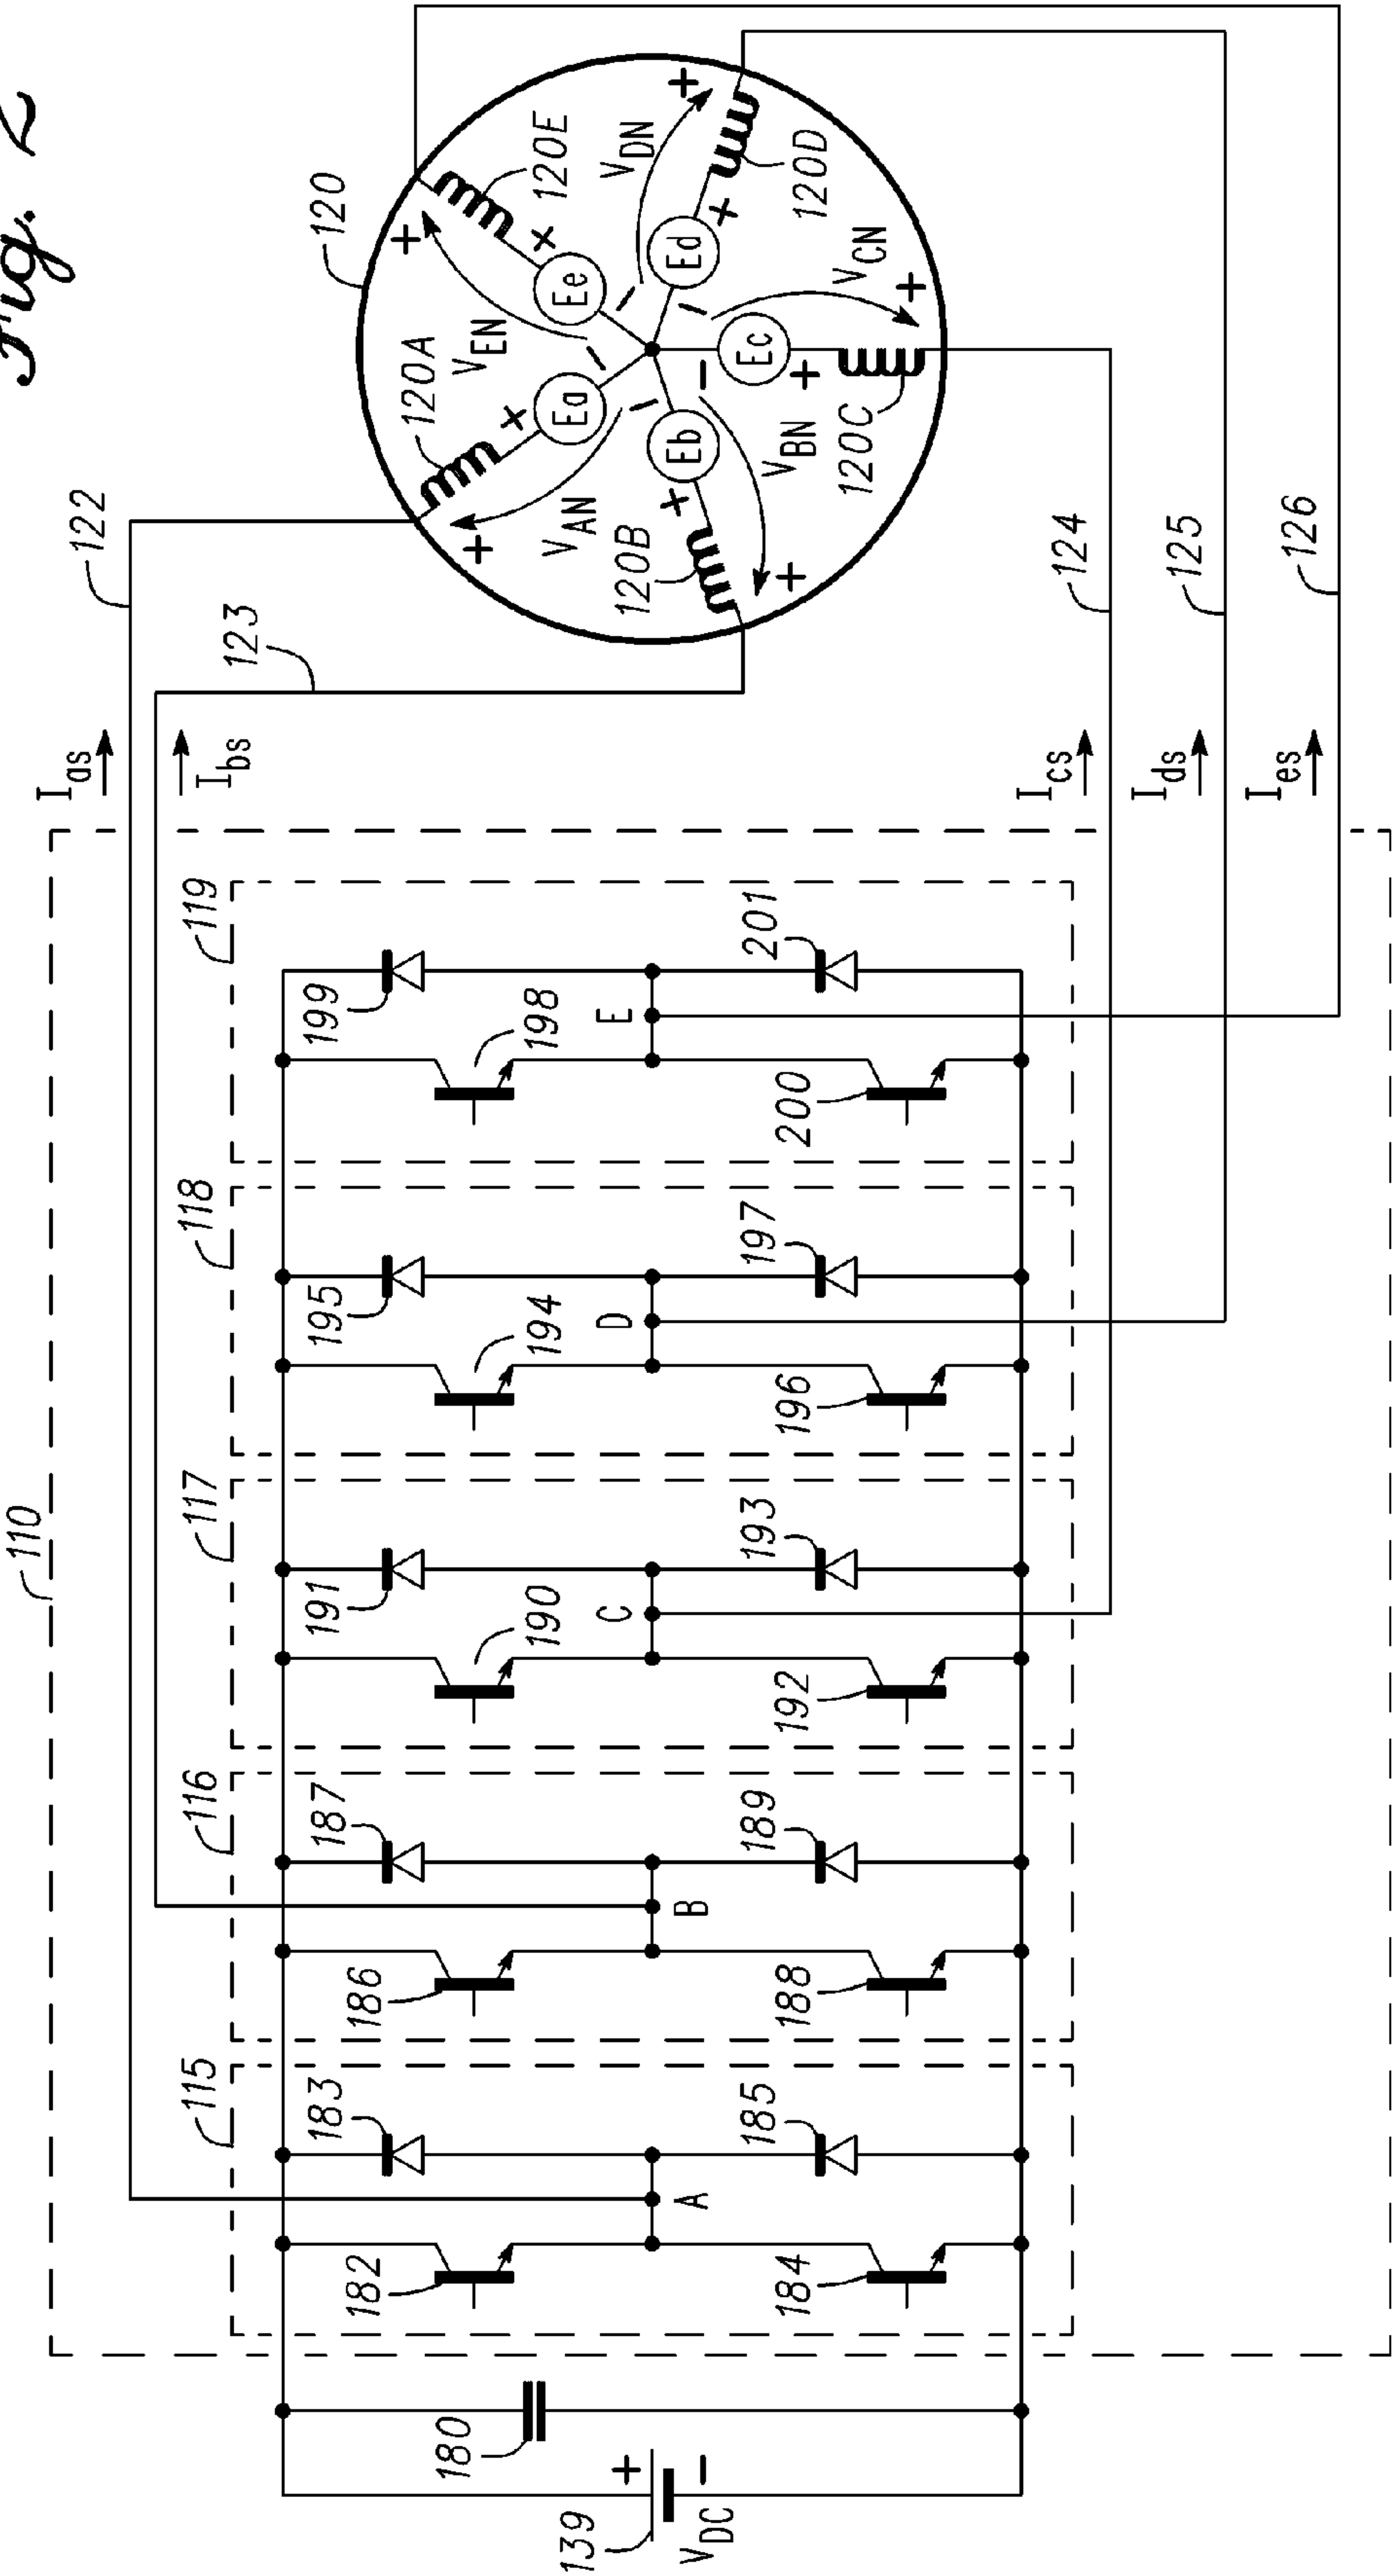 Fig. 2
110
122
120
120A
120E
V_EN
V_AN
V_DN
V_BN
V_CN
Ea
Ee
Eb
Ed
Ec
120B
120D
120C
123
I_as
I_bs
I_cs
I_ds
I_es
124
125
126
115
116
117
118
119
182
183
184
185
A
186
187
188
189
B
190
191
192
193
C
194
195
196
197
D
198
199
200
201
E
180
139
+
−
V_DC